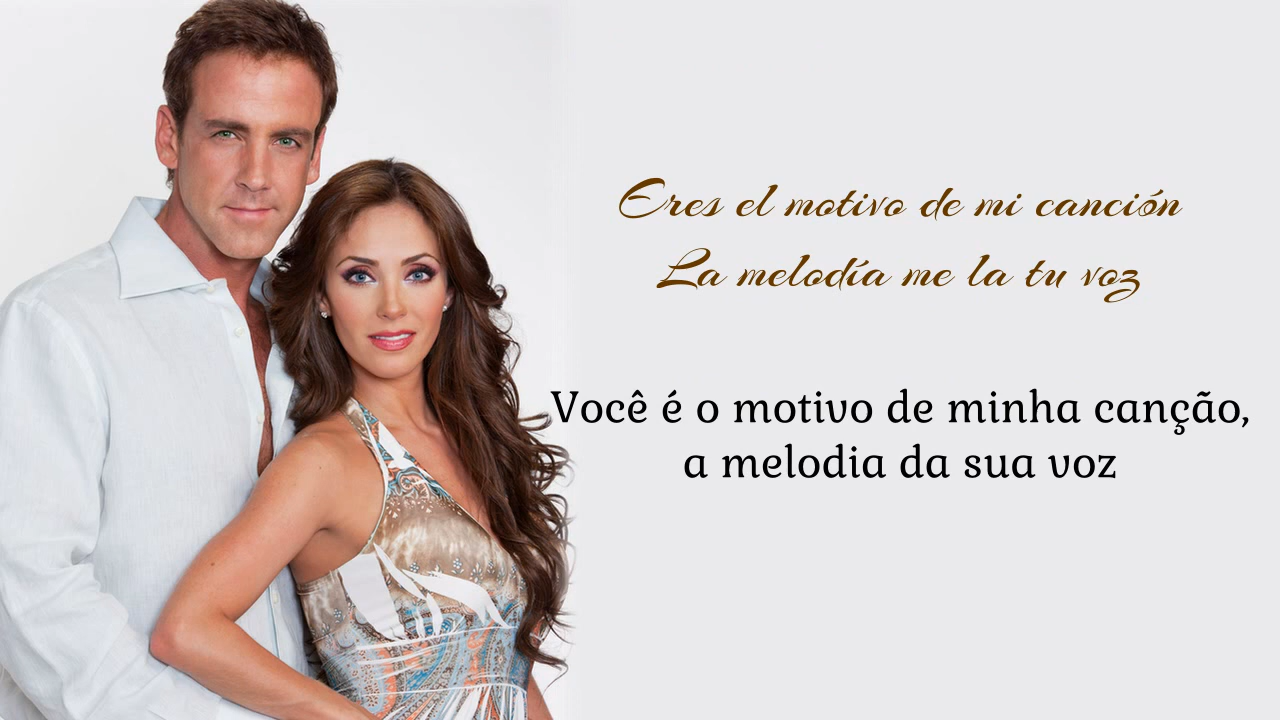 Eres el motivo de mi canción
La melodía me la tu voz
Você é o motivo de minha canção,
a melodia da sua voz